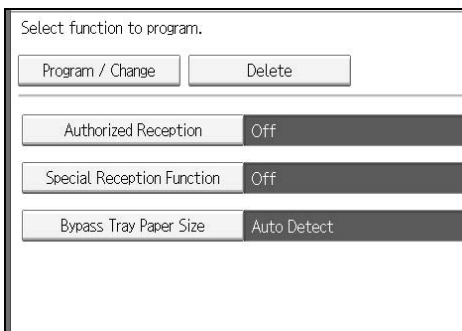 Select function to program.
Program / Change Delete
Authorized Reception Off
Special Reception Function Off
Bypass Tray Paper Size Auto Detect